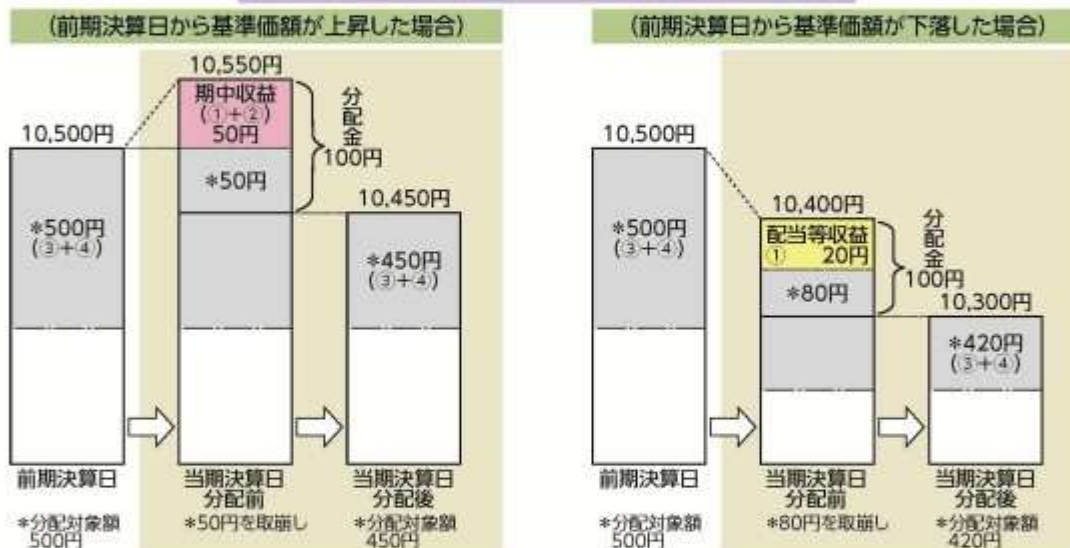 (前期決算日から基準価額が上昇した場合)
10,550円
期中収益
(①+②)
50円
*50円
分配金
100円
10,500円
*500円
(③+④)
10,450円
*450円
(③+④)
前期決算日
当期決算日
分配前
当期決算日
分配後
*分配対象額
500円
*50円を取崩し
*分配対象額
450円
(前期決算日から基準価額が下落した場合)
10,500円
*500円
(③+④)
10,400円
配当等収益
① 20円
*80円
分配金
100円
10,300円
*420円
(③+④)
前期決算日
当期決算日
分配前
当期決算日
分配後
*分配対象額
500円
*80円を取崩し
*分配対象額
420円